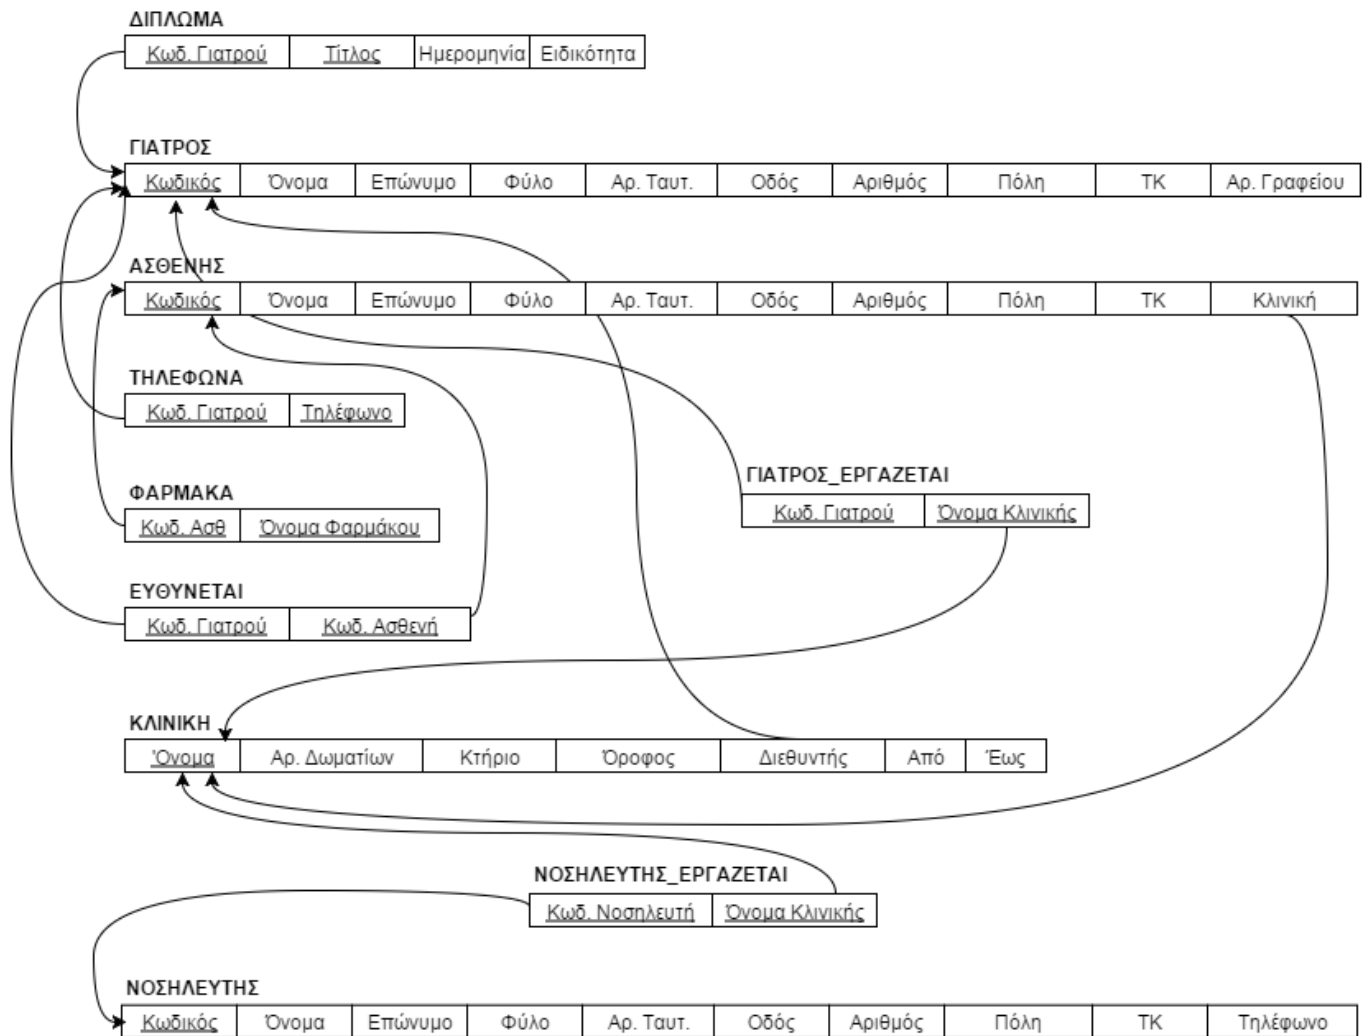 ΔΙΠΛΩΜΑ
Κωδ. Γιατρού Τίτλος Ημερομηνία Ειδικότητα
ΓΙΑΤΡΟΣ
Κωδικός Όνομα Επώνυμο Φύλο Αρ. Ταυτ. Οδός Αριθμός Πόλη ΤΚ Αρ. Γραφείου
ΑΣΘΕΝΗΣ
Κωδικός Όνομα Επώνυμο Φύλο Αρ. Ταυτ. Οδός Αριθμός Πόλη ΤΚ Κλινική
ΤΗΛΕΦΩΝΑ
Κωδ. Γιατρού Τηλέφωνο
ΓΙΑΤΡΟΣ_ΕΡΓΑΖΕΤΑΙ
Κωδ. Γιατρού Όνομα Κλινικής
ΦΑΡΜΑΚΑ
Κωδ. Ασθ Όνομα Φαρμάκου
ΕΥΘΥΝΕΤΑΙ
Κωδ. Γιατρού Κωδ. Ασθενή
ΚΛΙΝΙΚΗ
Όνομα Αρ. Δωματίων Κτήριο Όροφος Διεθυντής Από Έως
ΝΟΣΗΛΕΥΤΗΣ_ΕΡΓΑΖΕΤΑΙ
Κωδ. Νοσηλευτή Όνομα Κλινικής
ΝΟΣΗΛΕΥΤΗΣ
Κωδικός Όνομα Επώνυμο Φύλο Αρ. Ταυτ. Οδός Αριθμός Πόλη ΤΚ Τηλέφωνο